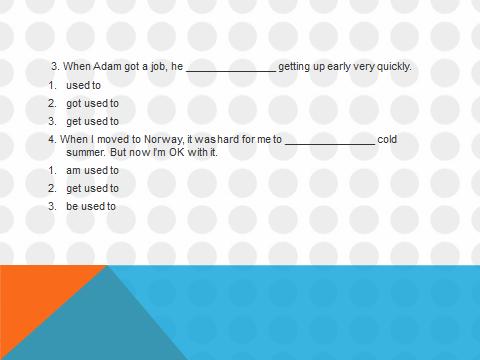 3. When Adam got a job, he _______________ getting up early very quickly.
1. used to
2. got used to
3. get used to
4. When I moved to Norway, it was hard for me to _______________ cold
summer. But now I'm OK with it.
1. am used to
2. get used to
3. be used to